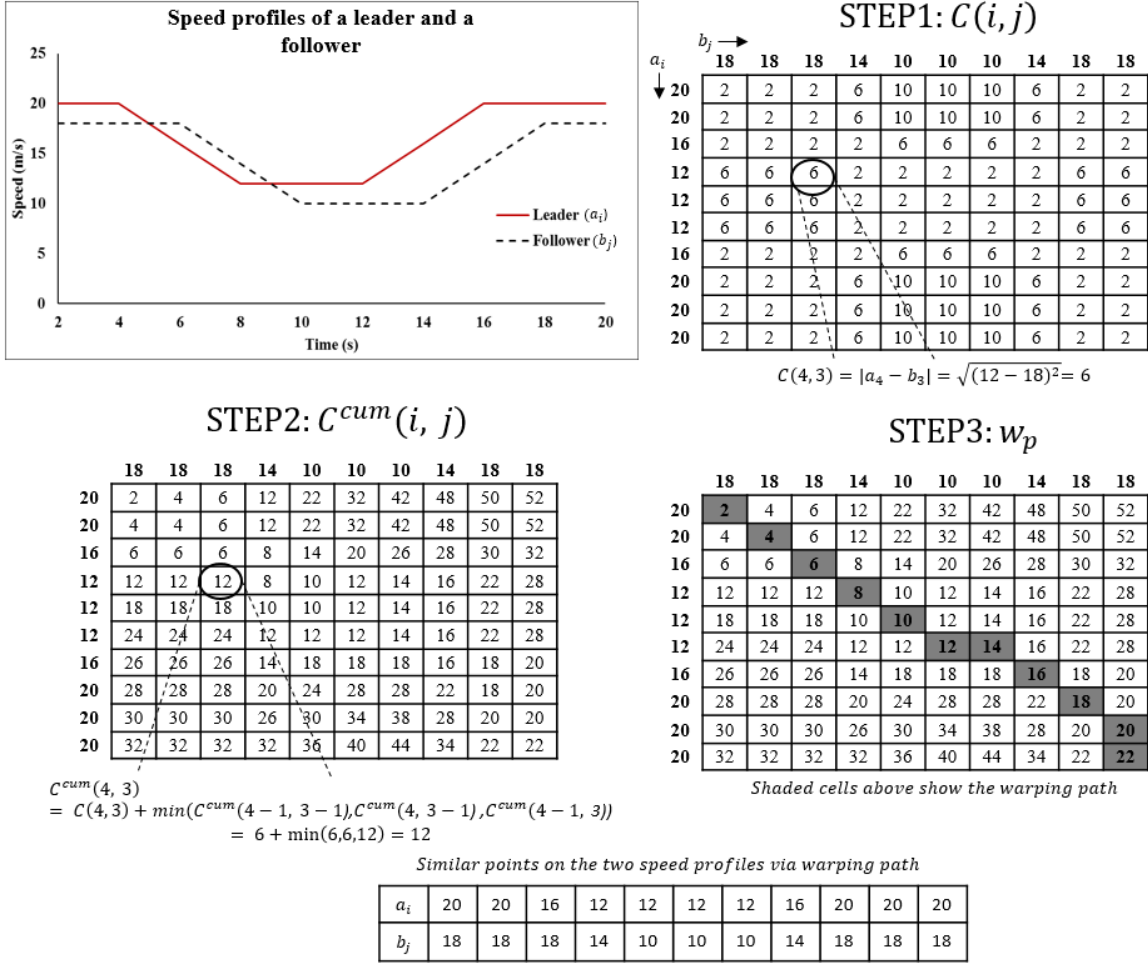 Speed profiles of a leader and a
follower
25
20
15
10
5
0
Speed (m/s)
2 4 6 8 10 12 14 16 18 20
Time (s)
Leader (a_i)
Follower (b_j)
STEP1: C(i, j)
b_j
a_i
18 18 18 14 10 10 10 14 18 18
20 2 2 2 6 10 10 10 6 2 2
20 2 2 2 6 10 10 10 6 2 2
16 2 2 2 2 6 6 6 2 2 2
12 6 6 6 2 2 2 2 2 6 6
12 6 6 6 2 2 2 2 2 6 6
12 6 6 6 2 2 2 2 2 6 6
16 2 2 2 2 6 6 6 2 2 2
20 2 2 2 6 10 10 10 6 2 2
20 2 2 2 6 10 10 10 6 2 2
20 2 2 2 6 10 10 10 6 2 2
C(4, 3) = |a_4 − b_3| = √(12 − 18)^2 = 6
STEP2: C^cum(i, j)
18 18 18 14 10 10 10 14 18 18
20 2 4 6 12 22 32 42 48 50 52
20 4 4 6 12 22 32 42 48 50 52
16 6 6 6 8 14 20 26 28 30 32
12 12 12 12 8 10 12 14 16 22 28
12 18 18 18 10 10 12 14 16 22 28
12 24 24 24 12 12 12 14 16 22 28
16 26 26 26 14 18 18 18 16 18 20
20 28 28 28 20 24 28 28 22 18 20
20 30 30 30 26 30 34 38 28 20 20
20 32 32 32 32 36 40 44 34 22 22
C^cum(4, 3)
= C(4, 3) + min(C^cum(4 − 1, 3 − 1), C^cum(4, 3 − 1), C^cum(4 − 1, 3))
= 6 + min(6,6,12) = 12
STEP3: w_p
18 18 18 14 10 10 10 14 18 18
20 2 4 6 12 22 32 42 48 50 52
20 4 4 6 12 22 32 42 48 50 52
16 6 6 6 8 14 20 26 28 30 32
12 12 12 12 8 10 12 14 16 22 28
12 18 18 18 10 10 12 14 16 22 28
12 24 24 24 12 12 12 14 16 22 28
16 26 26 26 14 18 18 18 16 18 20
20 28 28 28 20 24 28 28 22 18 20
20 30 30 30 26 30 34 38 28 20 20
20 32 32 32 32 36 40 44 34 22 22
Shaded cells above show the warping path
Similar points on the two speed profiles via warping path
a_i 20 20 16 12 12 12 12 16 20 20 20
b_j 18 18 18 14 10 10 10 14 18 18 18